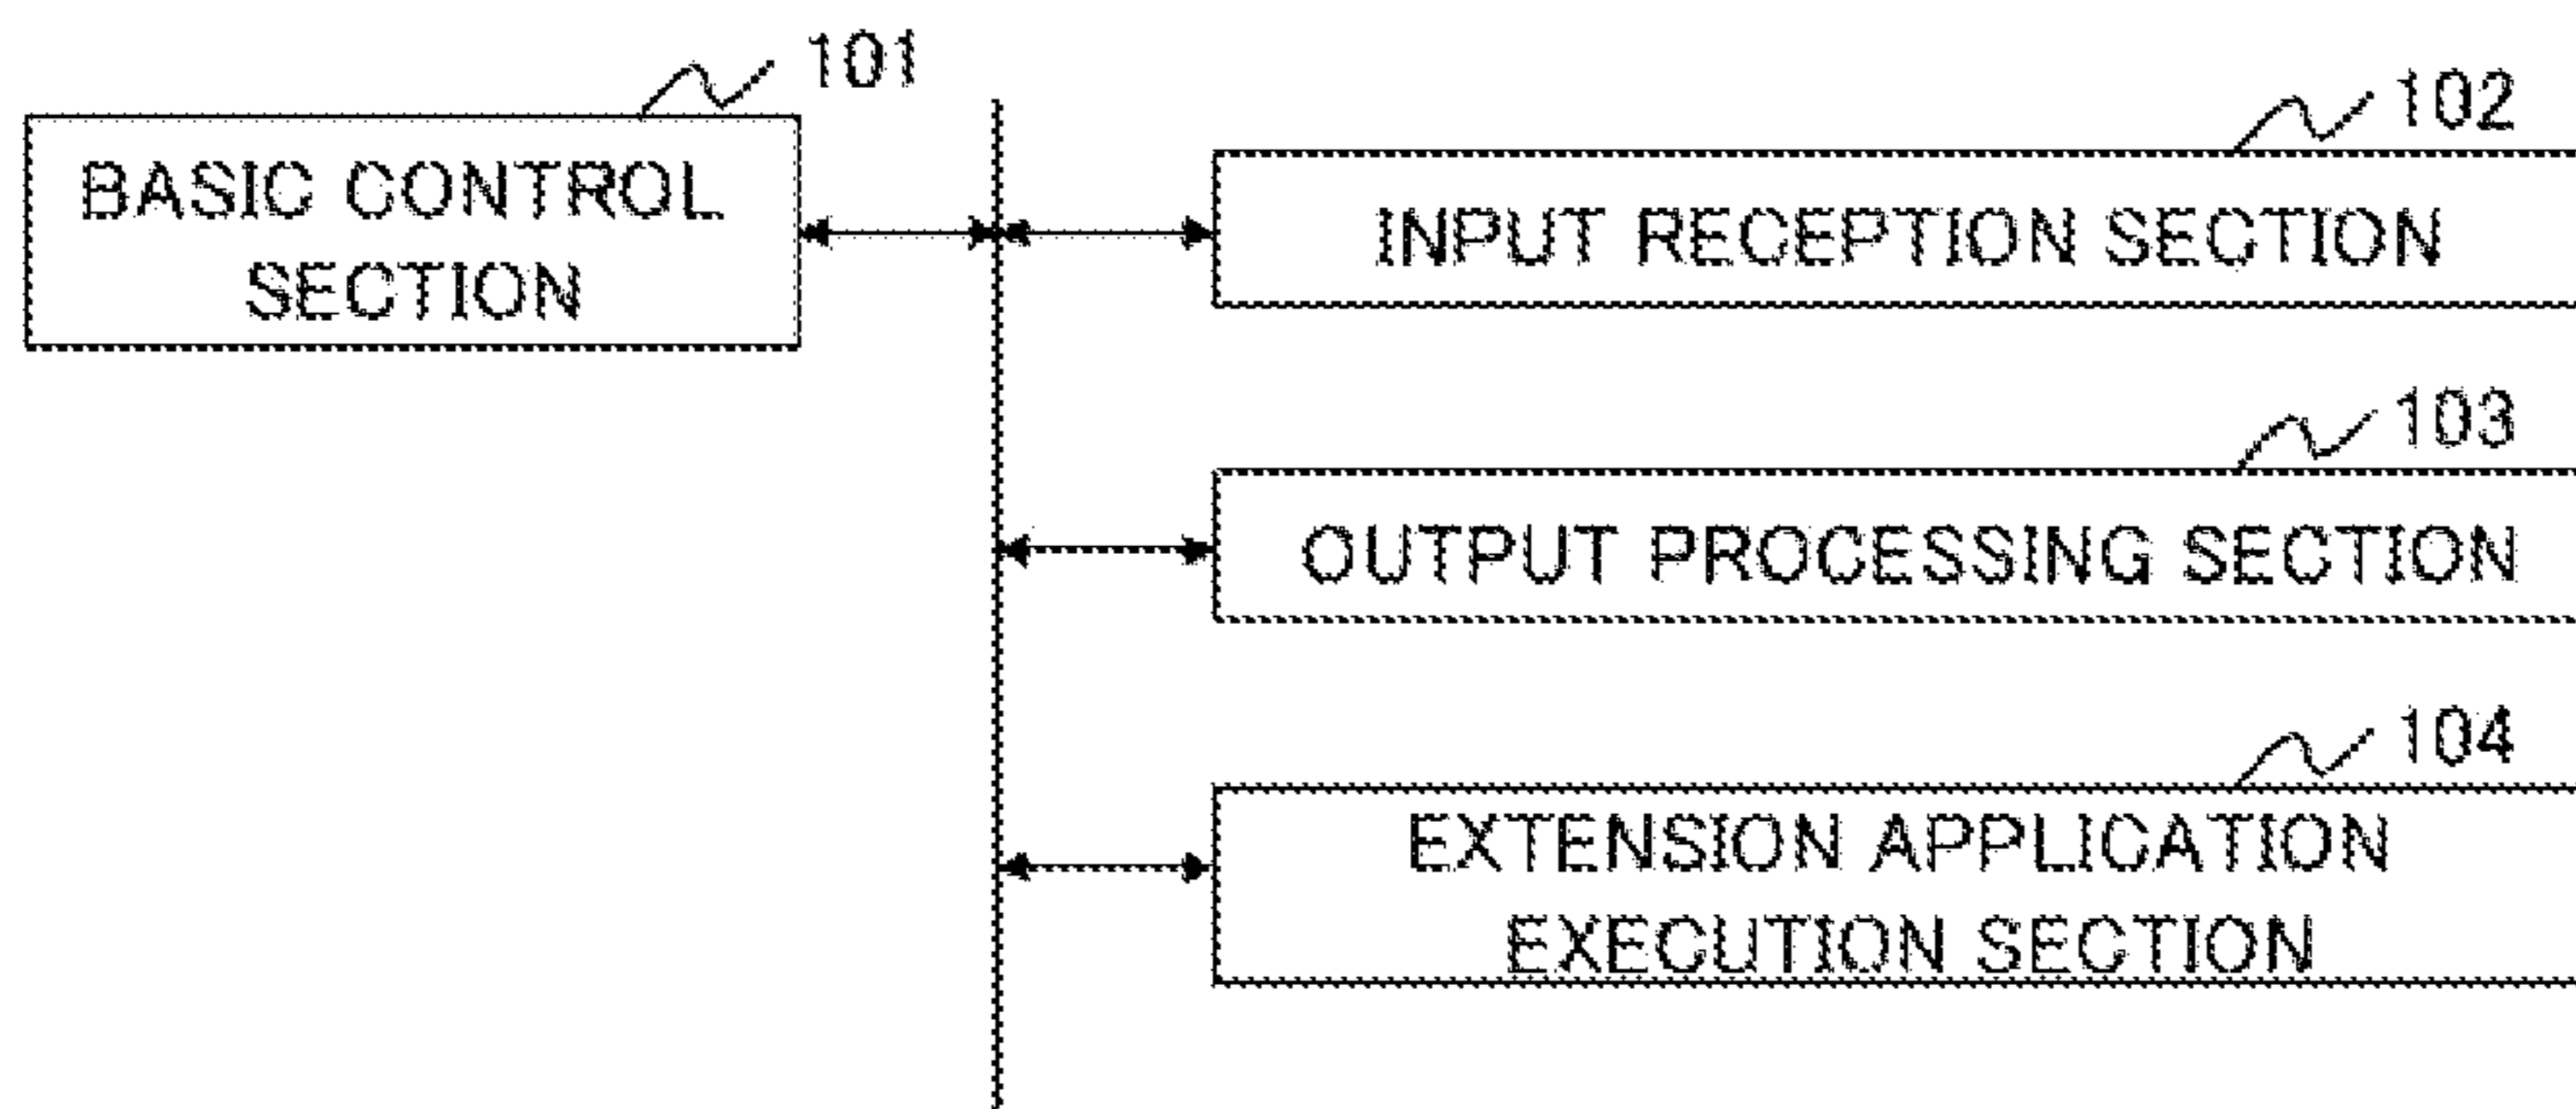 101
BASIC CONTROL
SECTION
102
INPUT RECEPTION SECTION
103
OUTPUT PROCESSING SECTION
104
EXTENSION APPLICATION
EXECUTION SECTION